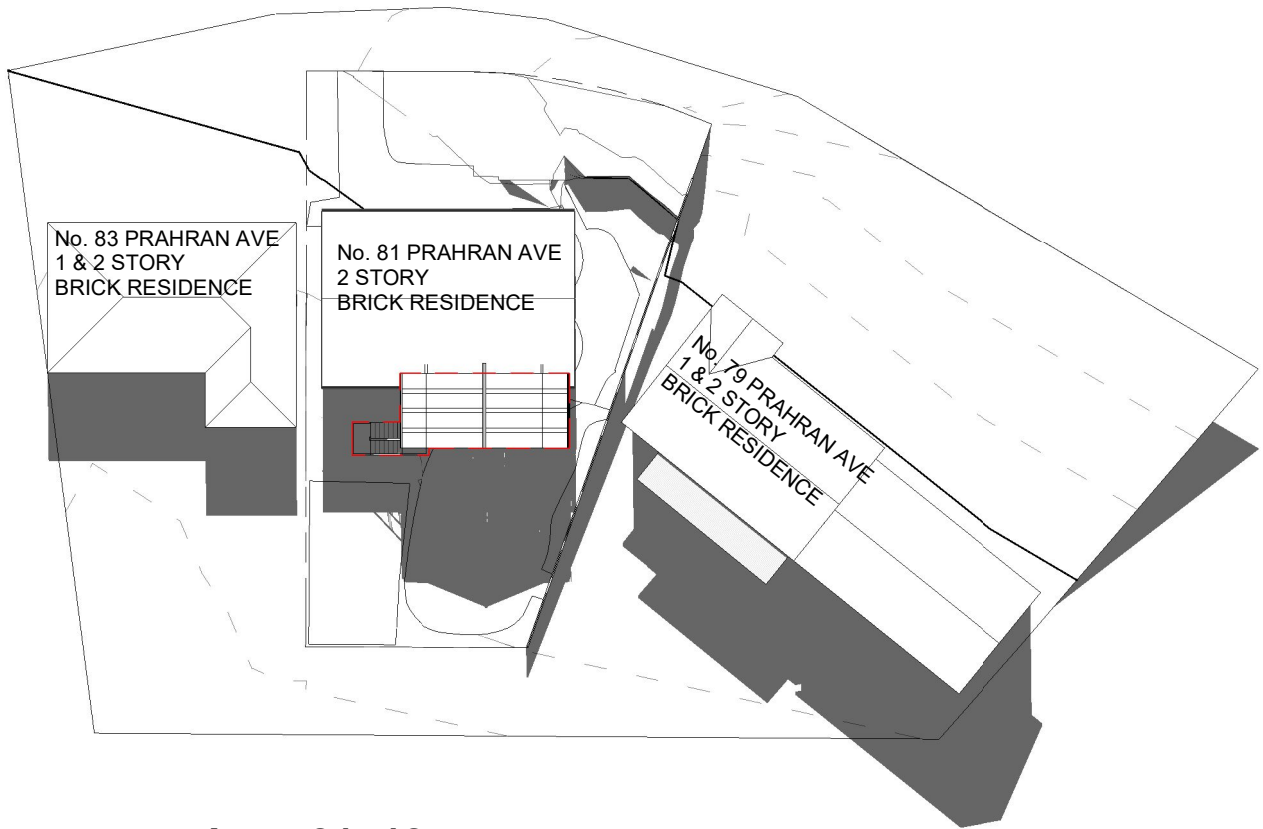 No. 83 PRAHRAN AVE
1 & 2 STORY
BRICK RESIDENCE
No. 81 PRAHRAN AVE
2 STORY
BRICK RESIDENCE
No. 79 PRAHRAN AVE
1 & 2 STORY
BRICK RESIDENCE